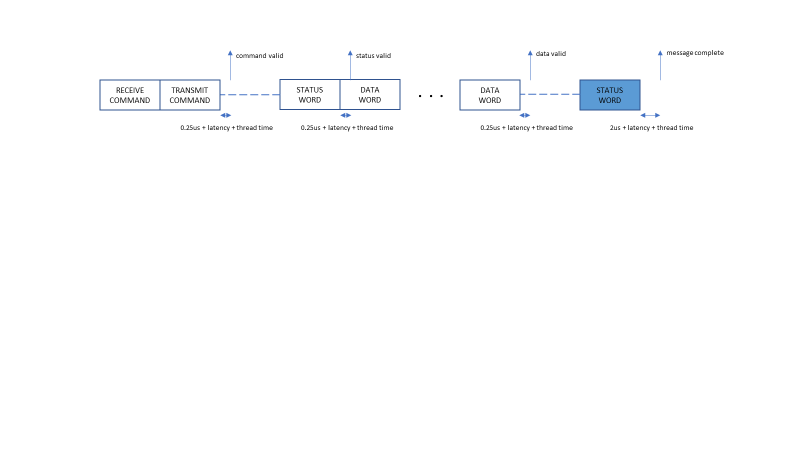 command valid
status valid
data valid
message complete
RECEIVE
COMMAND
TRANSMIT
COMMAND
STATUS
WORD
DATA
WORD
. . .
DATA
WORD
STATUS
WORD
0.25us + latency + thread time
0.25us + latency + thread time
0.25us + latency + thread time
2us + latency + thread time